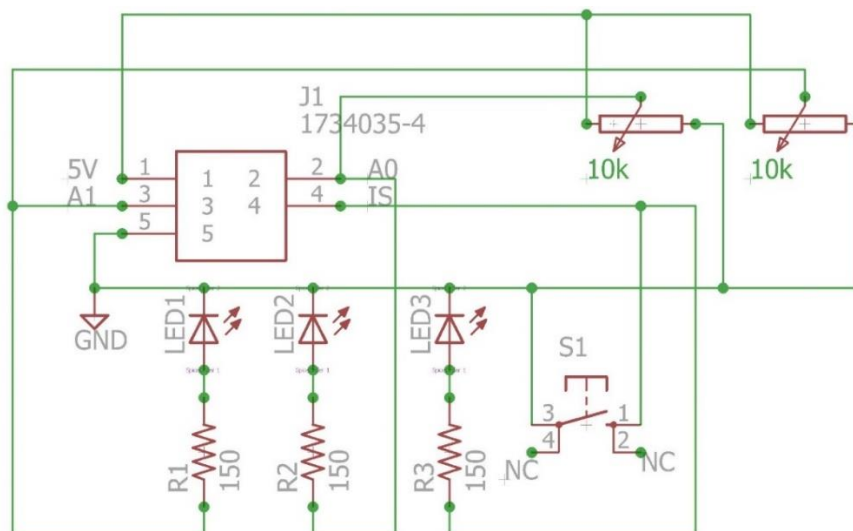 J1
1734035-4
10k
10k
5V 1 1 2 2 A0
A1 3 3 4 4 IS
5 5
GND
LED1
LED2
LED3
S1
3 1
4 2
NC NC
R1 150
R2 150
R3 150